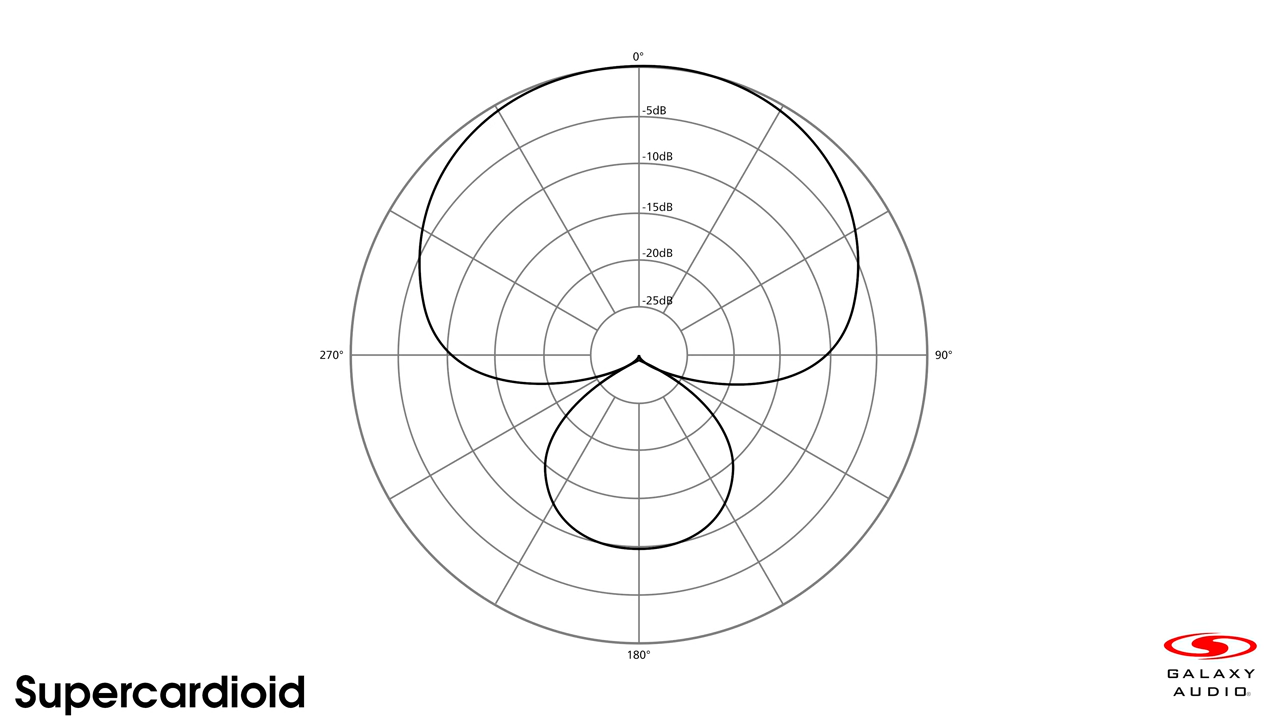 0°
-5dB
-10dB
-15dB
-20dB
-25dB
270°
90°
180°
Supercardioid
GALAXY
AUDIO®